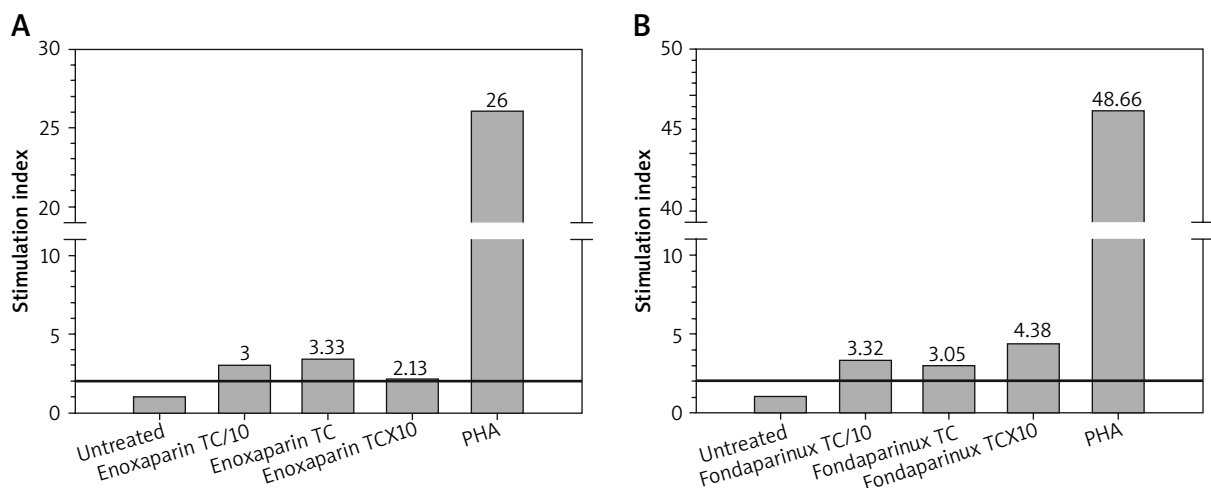 A
Stimulation index
30
25
20
10
5
0
26
3
3.33
2.13
Untreated
Enoxaparin TC/10
Enoxaparin TC
Enoxaparin TCX10
PHA
B
Stimulation index
50
45
40
10
5
0
48.66
3.32
3.05
4.38
Untreated
Fondaparinux TC/10
Fondaparinux TC
Fondaparinux TCX10
PHA